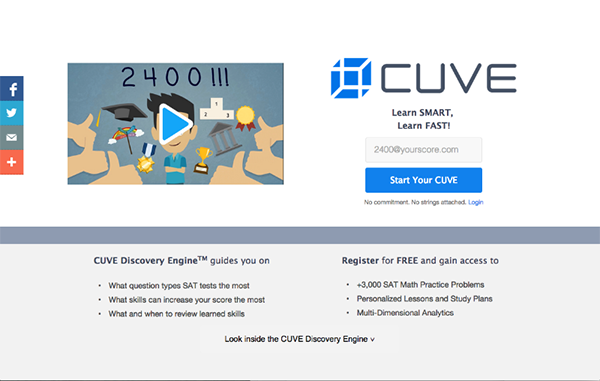 2400!!!
1
2
3
CUVE
Learn SMART,
Learn FAST!
2400@yourscore.com
Start Your CUVE
No commitment. No strings attached. Login
CUVE Discovery Engine™ guides you on
• What question types SAT tests the most
• What skills can increase your score the most
• What and when to review learned skills
Register for FREE and gain access to
• +3,000 SAT Math Practice Problems
• Personalized Lessons and Study Plans
• Multi-Dimensional Analytics
Look inside the CUVE Discovery Engine ∨